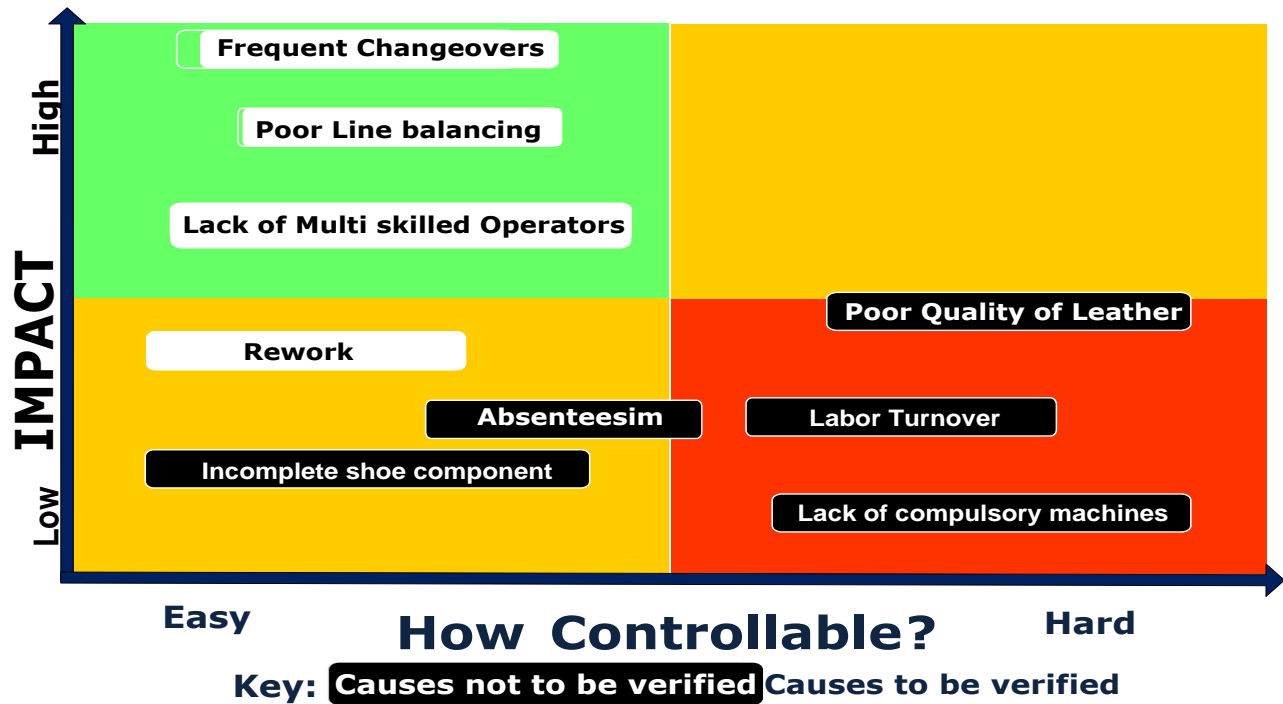 Frequent Changeovers
High
Poor Line balancing
Lack of Multi skilled Operators
IMPACT
Poor Quality of Leather
Rework
Absenteesim
Labor Turnover
Incomplete shoe component
Low
Lack of compulsory machines
Easy
How Controllable?
Hard
Key: Causes not to be verified Causes to be verified